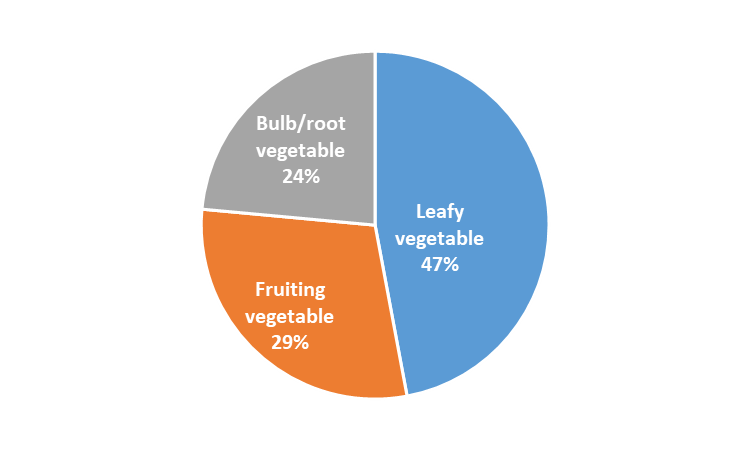 Bulb/root
vegetable
24%
Leafy
vegetable
47%
Fruiting
vegetable
29%